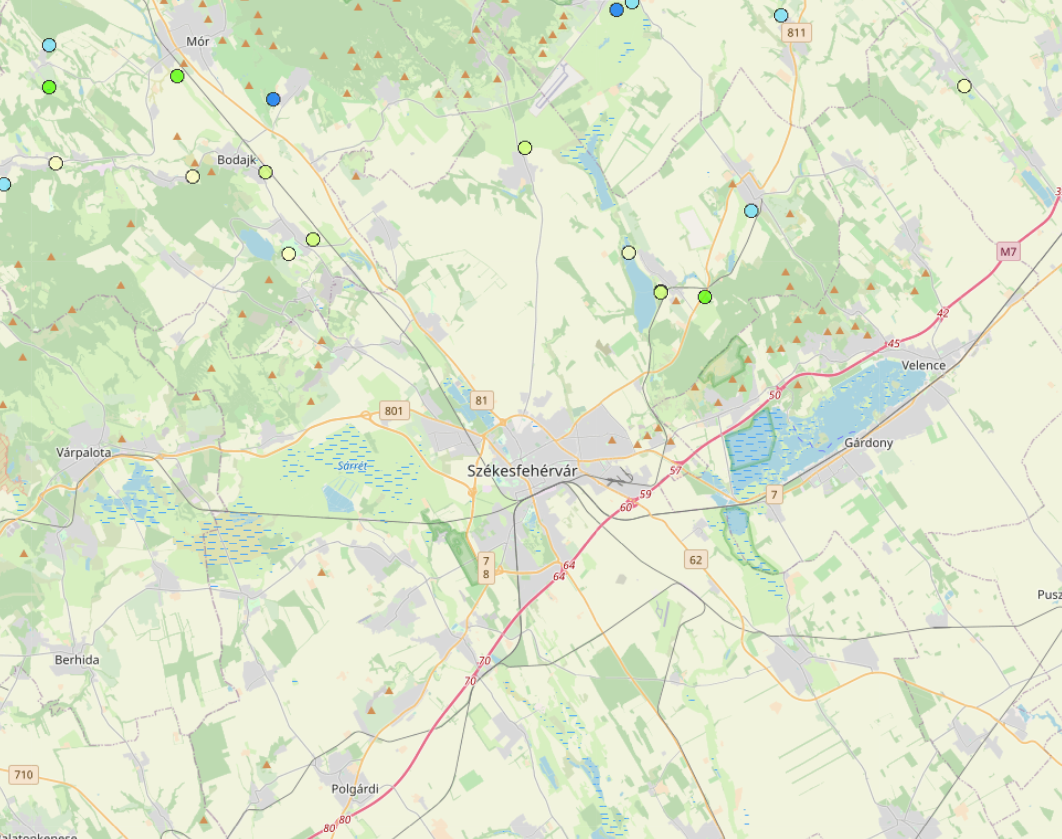 Mór
811
Bodajk
M7
42
45
Velence
50
81
801
Várpalota
Sárrét
Székesfehérvár
Gárdony
57
59
60
7
7
8
64
64
62
Berhida
70
70
710
Polgárdi
80
80